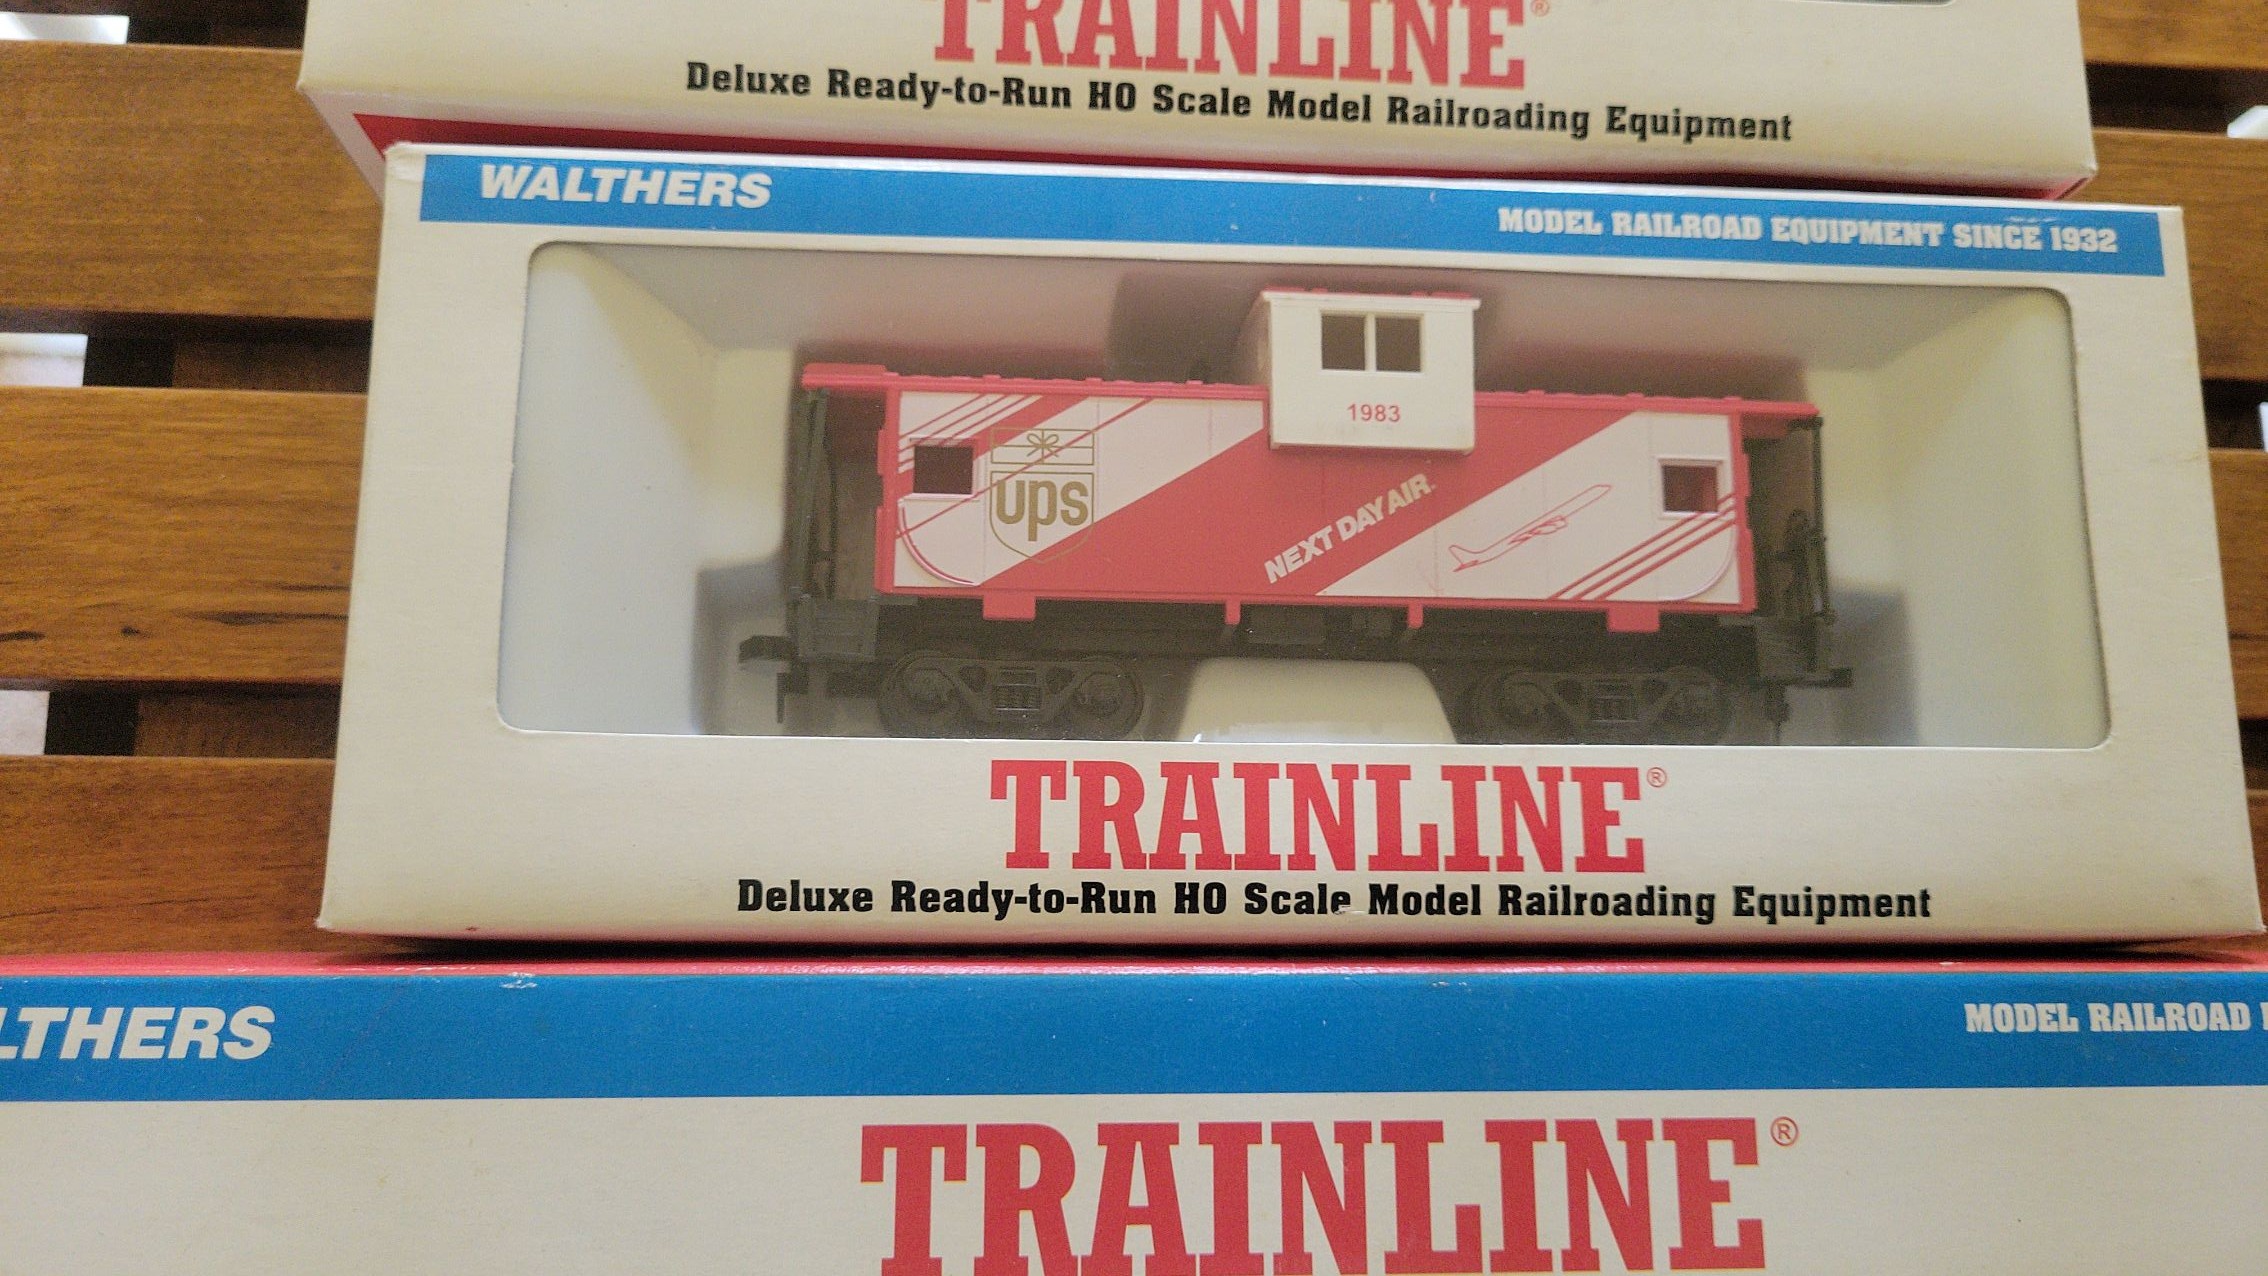 TRAINLINE®
Deluxe Ready-to-Run HO Scale Model Railroading Equipment
WALTHERS
MODEL RAILROAD EQUIPMENT SINCE 1932
1983
ups
NEXT DAY AIR
TRAINLINE®
Deluxe Ready-to-Run HO Scale Model Railroading Equipment
LTHERS
MODEL RAILROAD
TRAINLINE®